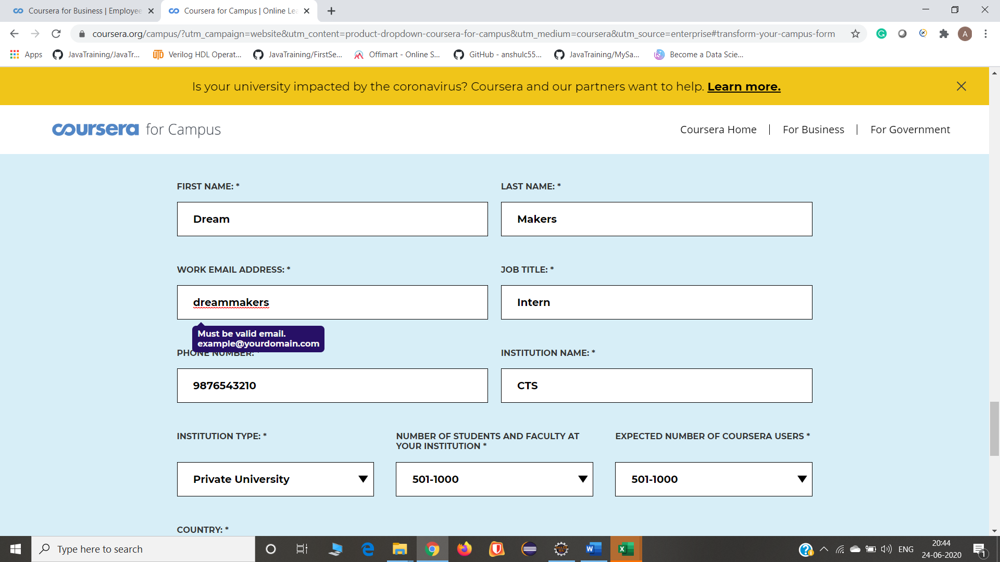 Coursera for Business | Employee
Coursera for Campus | Online Le
coursera.org/campus/?utm_campaign=website&utm_content=product-dropdown-coursera-for-campus&utm_medium=coursera&utm_source=enterprise#transform-your-campus-form
A
Apps
JavaTraining/JavaTr...
Verilog HDL Operat...
JavaTraining/FirstSe...
Offimart - Online S...
GitHub - anshulc55...
JavaTraining/MySa...
Become a Data Scie...
Is your university impacted by the coronavirus? Coursera and our partners want to help. Learn more.
coursera for Campus
Coursera Home | For Business | For Government
FIRST NAME: *
LAST NAME: *
Dream
Makers
WORK EMAIL ADDRESS: *
JOB TITLE: *
dreammakers
Intern
Must be valid email.
example@yourdomain.com
PHONE NUMBER: *
INSTITUTION NAME: *
9876543210
CTS
INSTITUTION TYPE: *
NUMBER OF STUDENTS AND FACULTY AT
YOUR INSTITUTION *
EXPECTED NUMBER OF COURSERA USERS *
Private University
501-1000
501-1000
COUNTRY: *
Type here to search
ENG
20:44
24-06-2020
1